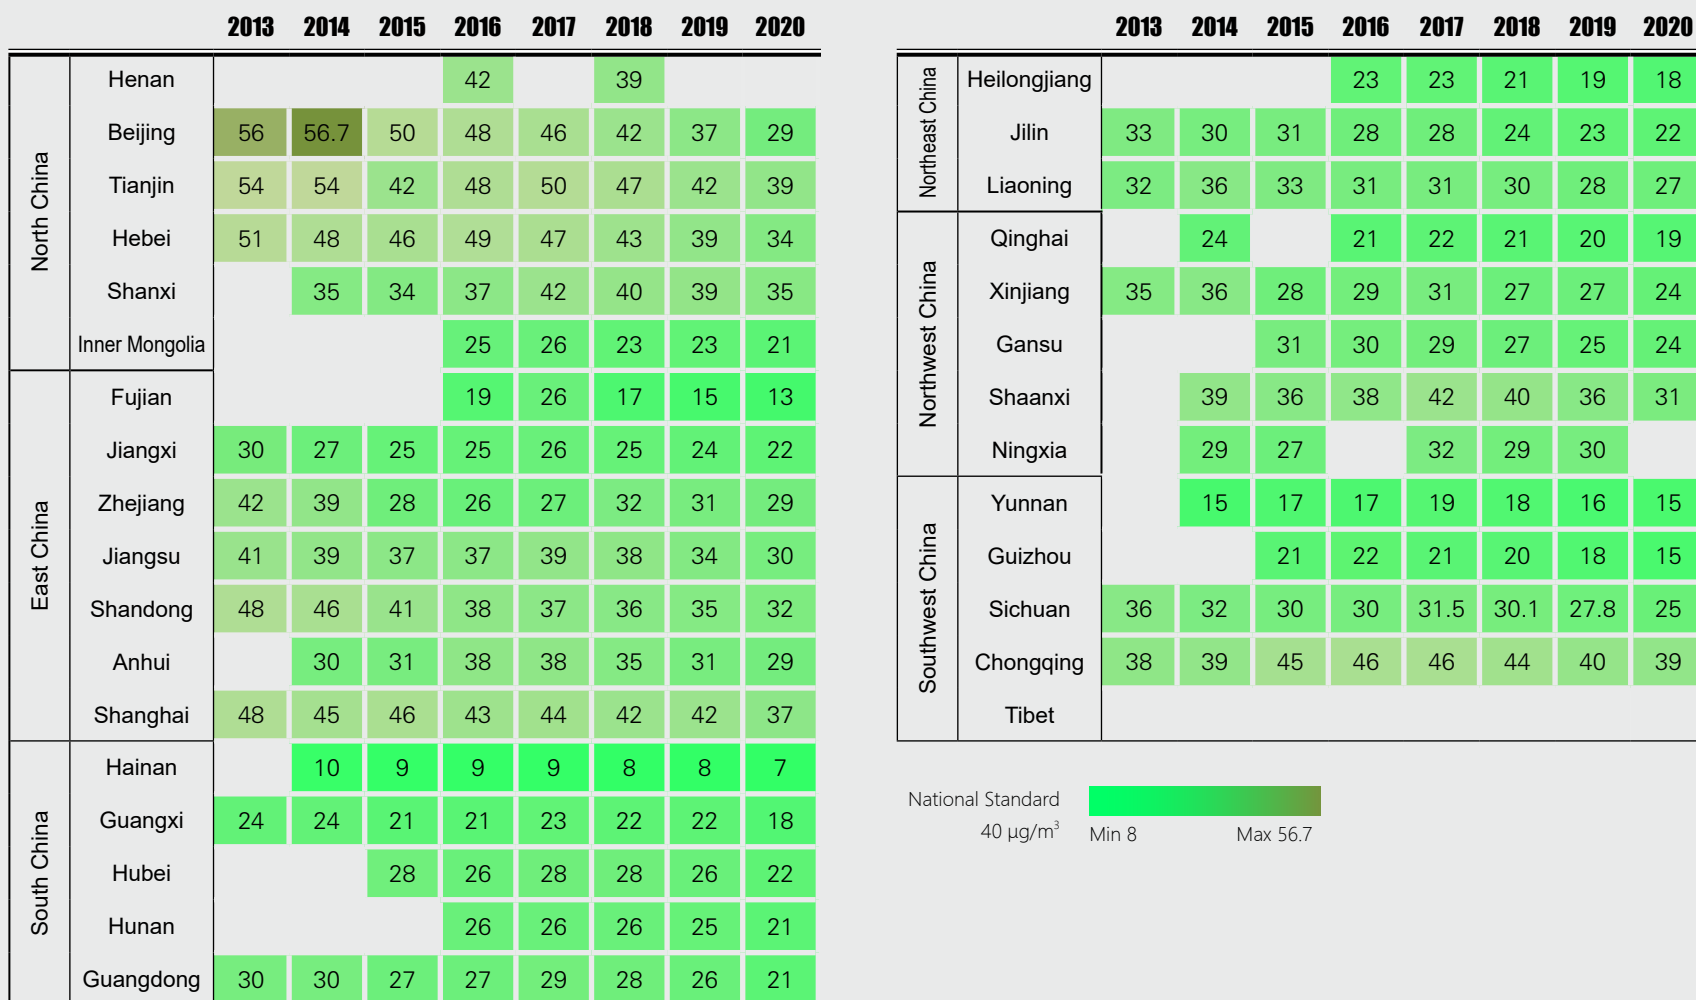 2013 2014 2015 2016 2017 2018 2019 2020
North China
Henan 42 39
Beijing 56 56.7 50 48 46 42 37 29
Tianjin 54 54 42 48 50 47 42 39
Hebei 51 48 46 49 47 43 39 34
Shanxi 35 34 37 42 40 39 35
Inner Mongolia 25 26 23 23 21
East China
Fujian 19 26 17 15 13
Jiangxi 30 27 25 25 26 25 24 22
Zhejiang 42 39 28 26 27 32 31 29
Jiangsu 41 39 37 37 39 38 34 30
Shandong 48 46 41 38 37 36 35 32
Anhui 30 31 38 38 35 31 29
Shanghai 48 45 46 43 44 42 42 37
South China
Hainan 10 9 9 9 8 8 7
Guangxi 24 24 21 21 23 22 22 18
Hubei 28 26 28 28 26 22
Hunan 26 26 26 25 21
Guangdong 30 30 27 27 29 28 26 21
2013 2014 2015 2016 2017 2018 2019 2020
Northeast China
Heilongjiang 23 23 21 19 18
Jilin 33 30 31 28 28 24 23 22
Liaoning 32 36 33 31 31 30 28 27
Northwest China
Qinghai 24 21 22 21 20 19
Xinjiang 35 36 28 29 31 27 27 24
Gansu 31 30 29 27 25 24
Shaanxi 39 36 38 42 40 36 31
Ningxia 29 27 32 29 30
Southwest China
Yunnan 15 17 17 19 18 16 15
Guizhou 21 22 21 20 18 15
Sichuan 36 32 30 30 31.5 30.1 27.8 25
Chongqing 38 39 45 46 46 44 40 39
Tibet
National Standard
40 μg/m³
Min 8 Max 56.7